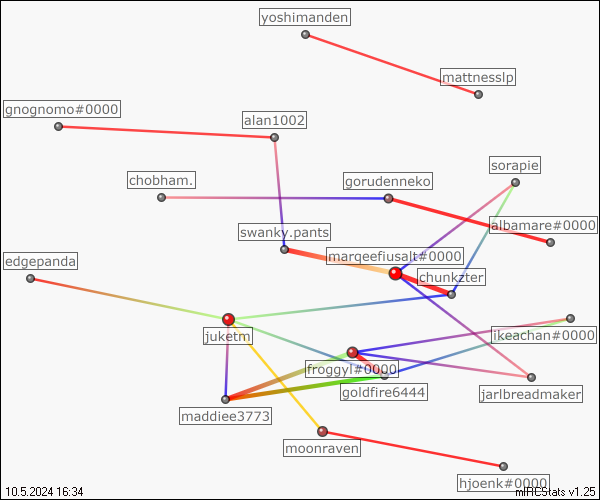 yoshimanden
mattnesslp
gnognomo#0000
alan1002
sorapie
chobham.
gorudenneko
albamare#0000
swanky.pants
marqeefiusalt#0000
edgepanda
chunkzter
juketm
ikeachan#0000
froggyl#0000
goldfire6444
jarlbreadmaker
maddiee3773
moonraven
hjoenk#0000
10.5.2024 16:34
mIRCStats v1.25